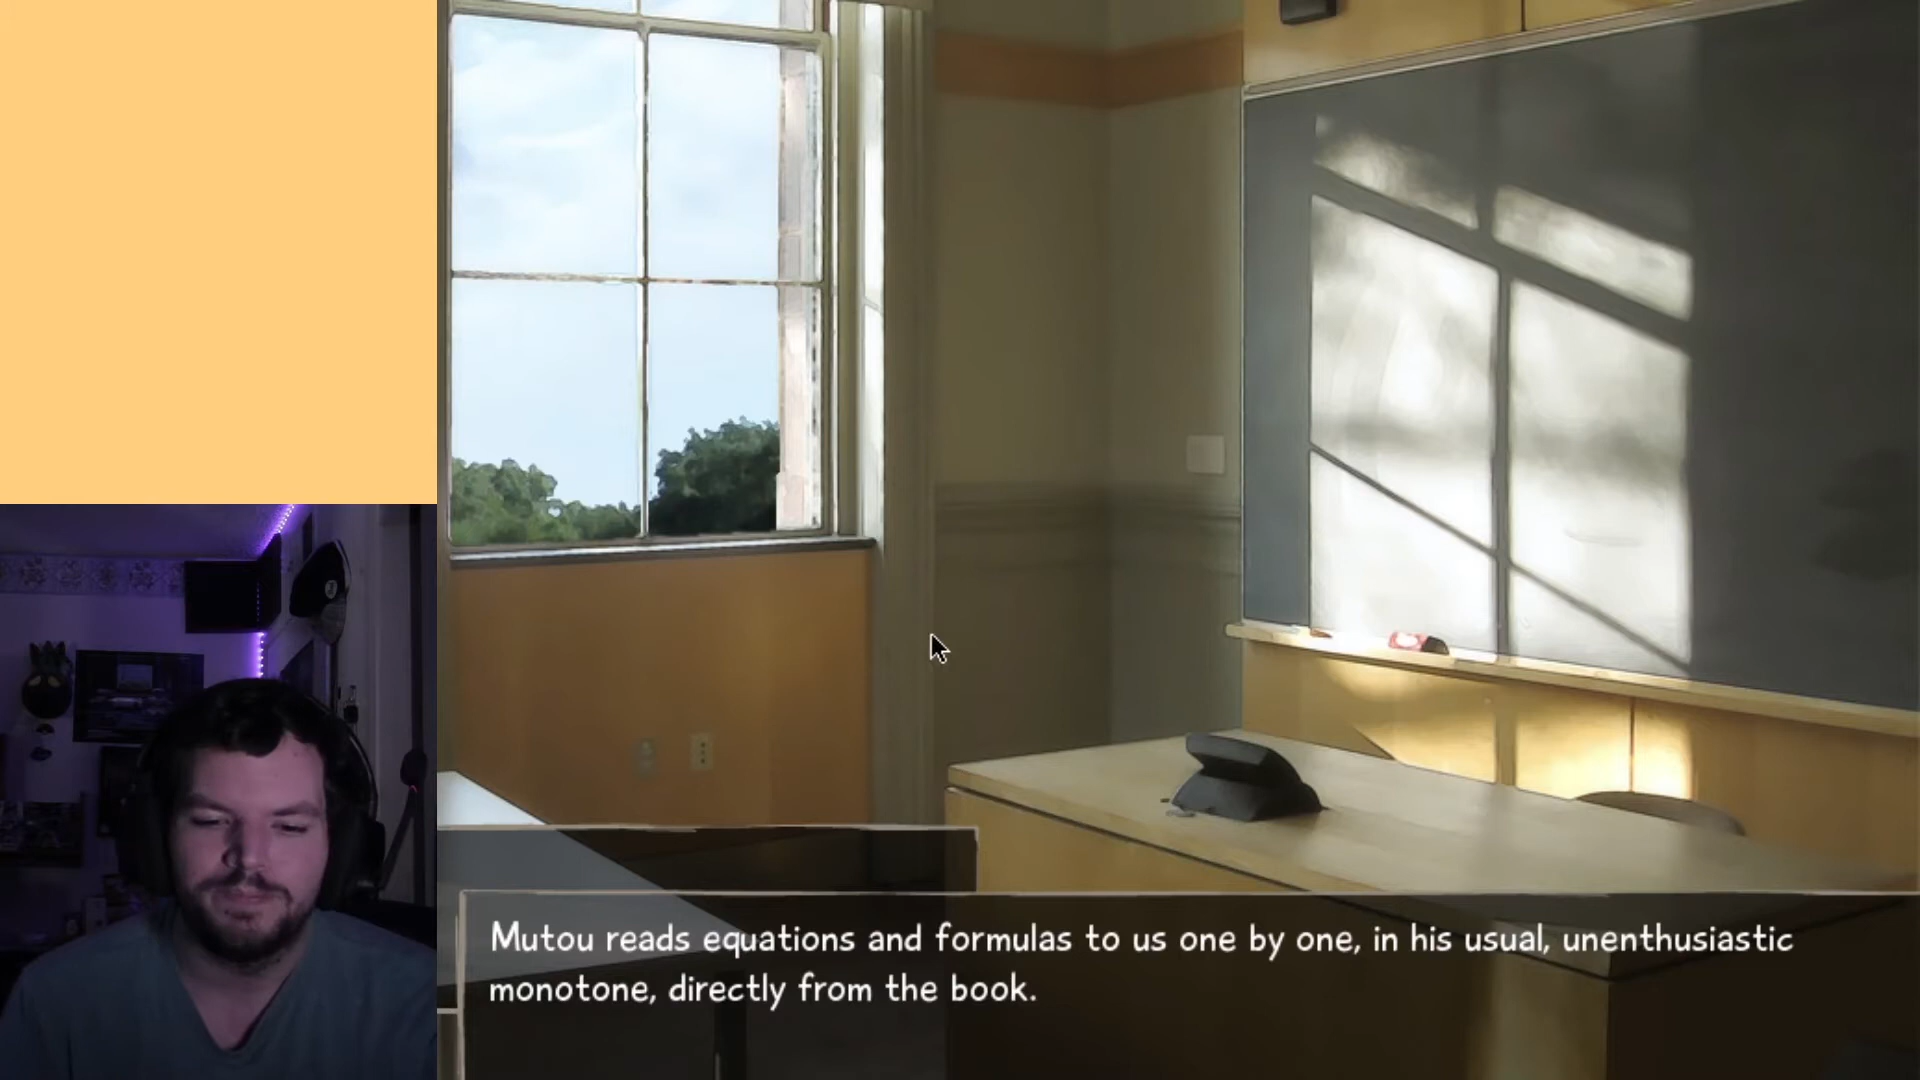 Mutou reads equations and formulas to us one by one, in his usual, unenthusiastic
monotone, directly from the book.